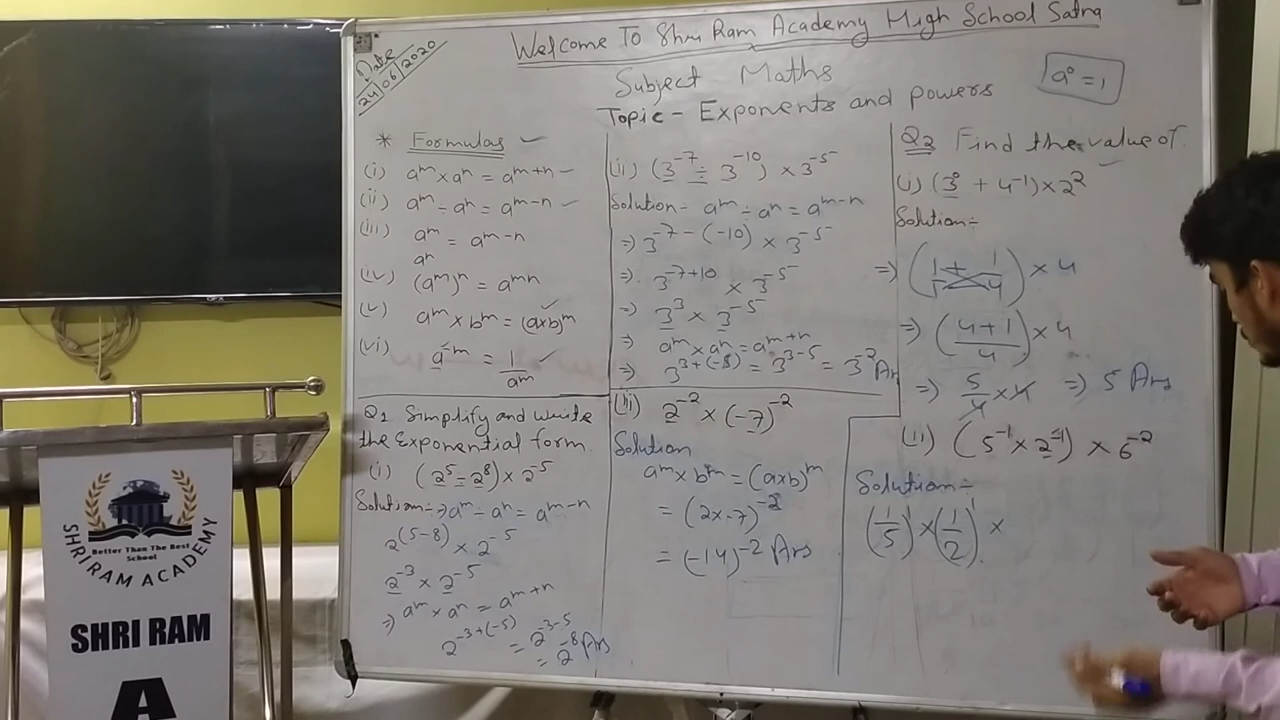 Welcome To Shri Ram Academy High School Satna
Date
24/06/2020
Subject Maths
a⁰ = 1
Topic - Exponents and powers
* Formulas
(i) aᵐ × aⁿ = aᵐ⁺ⁿ
(ii) aᵐ ÷ aⁿ = aᵐ⁻ⁿ
(iii) aᵐ = aᵐ⁻ⁿ
aⁿ
(iv) (aᵐ)ⁿ = aᵐⁿ
(v) aᵐ × bᵐ = (a×b)ᵐ
(vi) a⁻ᵐ = 1/aᵐ
Q1 Simplify and write
the Exponential form.
(i) (2⁵ ÷ 2⁸) × 2⁻⁵
Solution ⇒ aᵐ ÷ aⁿ = aᵐ⁻ⁿ
2⁽⁵⁻⁸⁾ × 2⁻⁵
2⁻³ × 2⁻⁵
⇒ aᵐ × aⁿ = aᵐ⁺ⁿ
2⁻³⁺⁽⁻⁵⁾ = 2⁻³⁻⁵
= 2⁻⁸ Ans
(ii) (3⁻⁷ ÷ 3⁻¹⁰) × 3⁻⁵
Solution - aᵐ ÷ aⁿ = aᵐ⁻ⁿ
⇒ 3⁻⁷⁻⁽⁻¹⁰⁾ × 3⁻⁵
⇒ 3⁻⁷⁺¹⁰ × 3⁻⁵
⇒ 3³ × 3⁻⁵
⇒ aᵐ × aⁿ = aᵐ⁺ⁿ
⇒ 3³⁺⁽⁻⁵⁾ = 3³⁻⁵ = 3⁻² An
(iii) 2⁻² × (-7)⁻²
Solution
aᵐ × bᵐ = (a×b)ᵐ
= (2×-7)⁻²
= (-14)⁻² Ans
Q2 Find the value of.
(i) (3⁰ + 4⁻¹) × 2²
Solution ÷
⇒ (1/1 + 1/4) × 4
⇒ (4+1/4) × 4
⇒ 5/4 × 4 ⇒ 5 Ans
(ii) (5⁻¹ × 2⁻¹) × 6⁻²
Solution ÷
(1/5)¹ × (1/2)¹ ×
SHRI RAM ACADEMY
Better Than The Best
School
SHRI RAM
A